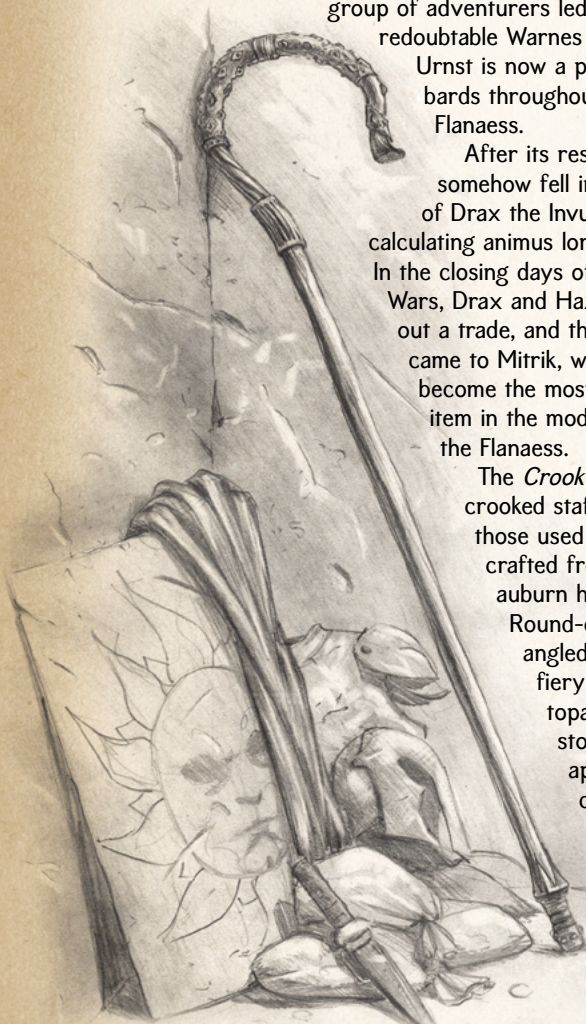 group of adventurers led
redoubtable Warnes
Urnst is now a p
bards throughou
Flanaess.
After its res
somehow fell i
of Drax the Invu
calculating animus lon
In the closing days o
Wars, Drax and Ha
out a trade, and th
came to Mitrik, w
become the mos
item in the mod
the Flanaess.
The Crook
crooked staf
those used
crafted fr
auburn h
Round-
angled
fiery
topa
sto
ap